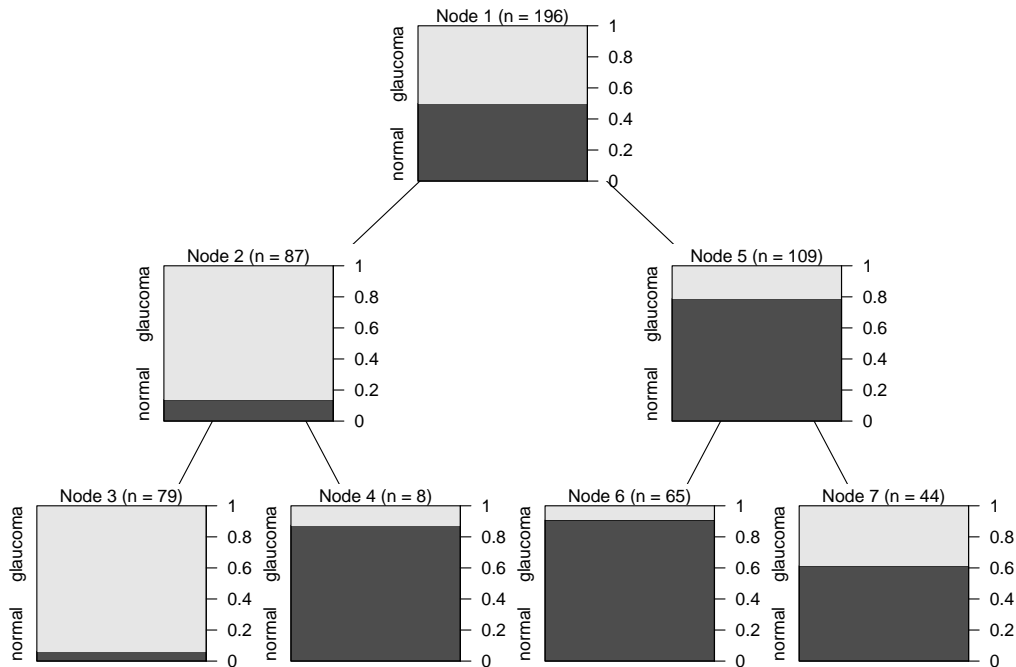 Node 1 (n = 196)
glaucoma
normal
1
0.8
0.6
0.4
0.2
0
Node 2 (n = 87)
glaucoma
normal
1
0.8
0.6
0.4
0.2
0
Node 5 (n = 109)
glaucoma
normal
1
0.8
0.6
0.4
0.2
0
Node 3 (n = 79)
glaucoma
normal
1
0.8
0.6
0.4
0.2
0
Node 4 (n = 8)
glaucoma
normal
1
0.8
0.6
0.4
0.2
0
Node 6 (n = 65)
glaucoma
normal
1
0.8
0.6
0.4
0.2
0
Node 7 (n = 44)
glaucoma
normal
1
0.8
0.6
0.4
0.2
0